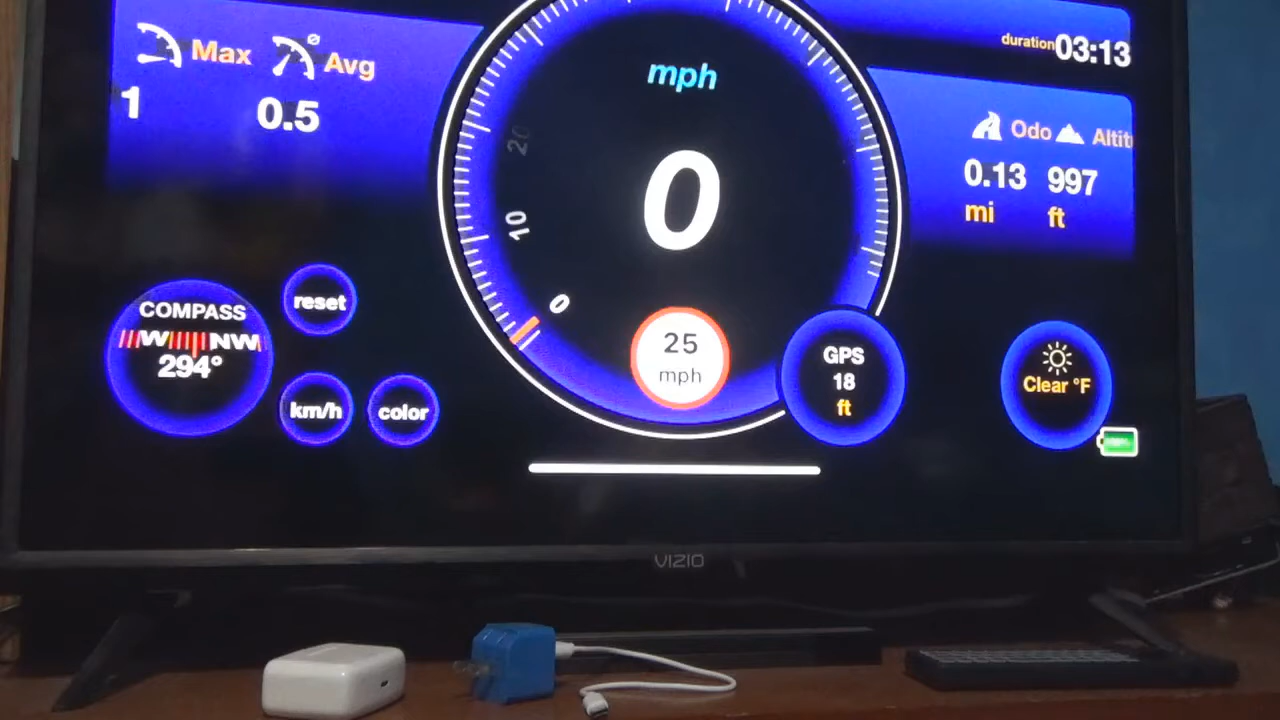 Max
Avg
1
0.5
mph
0
20
10
0
25
mph
duration03:13
Odo
Altit
0.13
997
mi
ft
COMPASS
W NW
294°
reset
km/h
color
GPS
18
ft
Clear °F
VIZIO